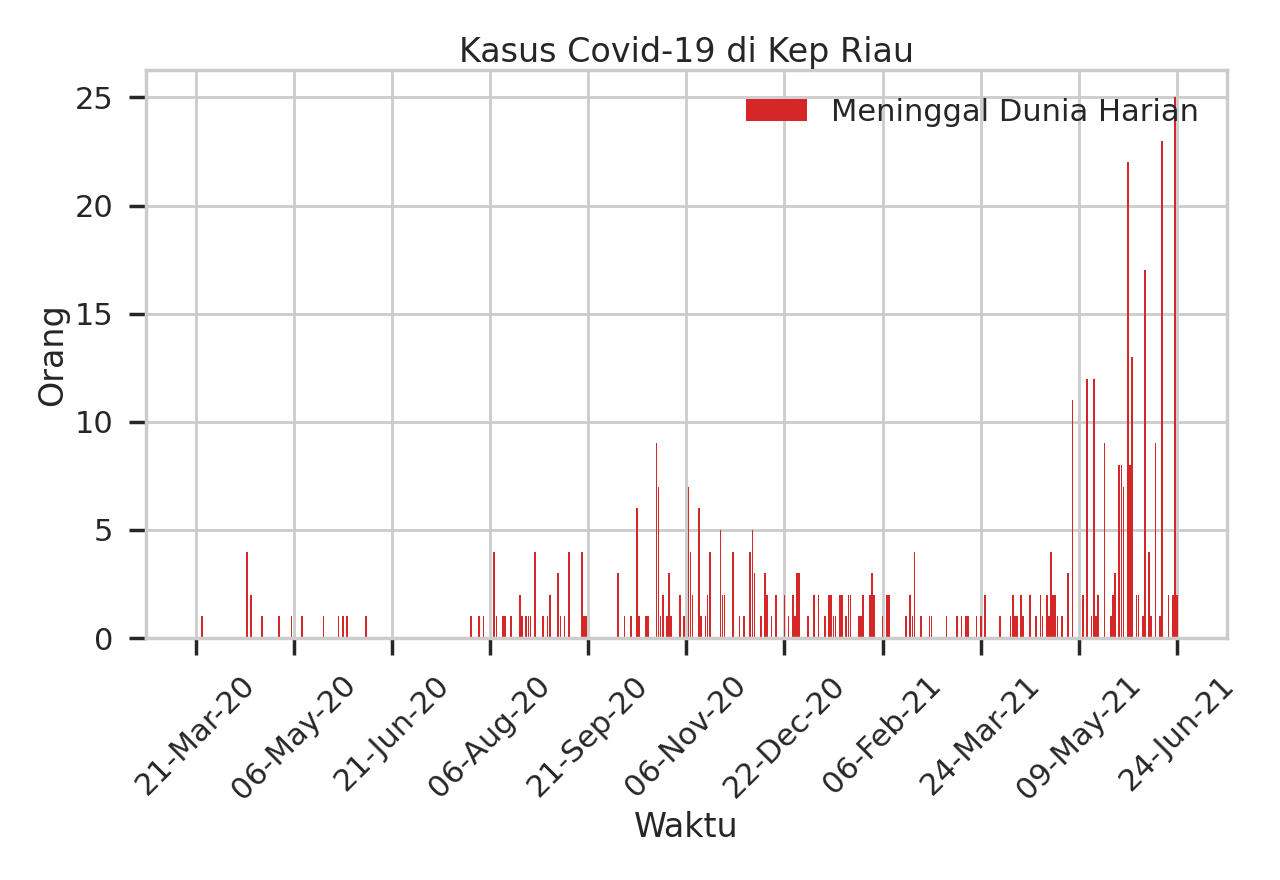 Kasus Covid-19 di Kep Riau
Meninggal Dunia Harian
25
20
15
10
5
0
Orang
21-Mar-20
06-May-20
21-Jun-20
06-Aug-20
21-Sep-20
06-Nov-20
22-Dec-20
06-Feb-21
24-Mar-21
09-May-21
24-Jun-21
Waktu